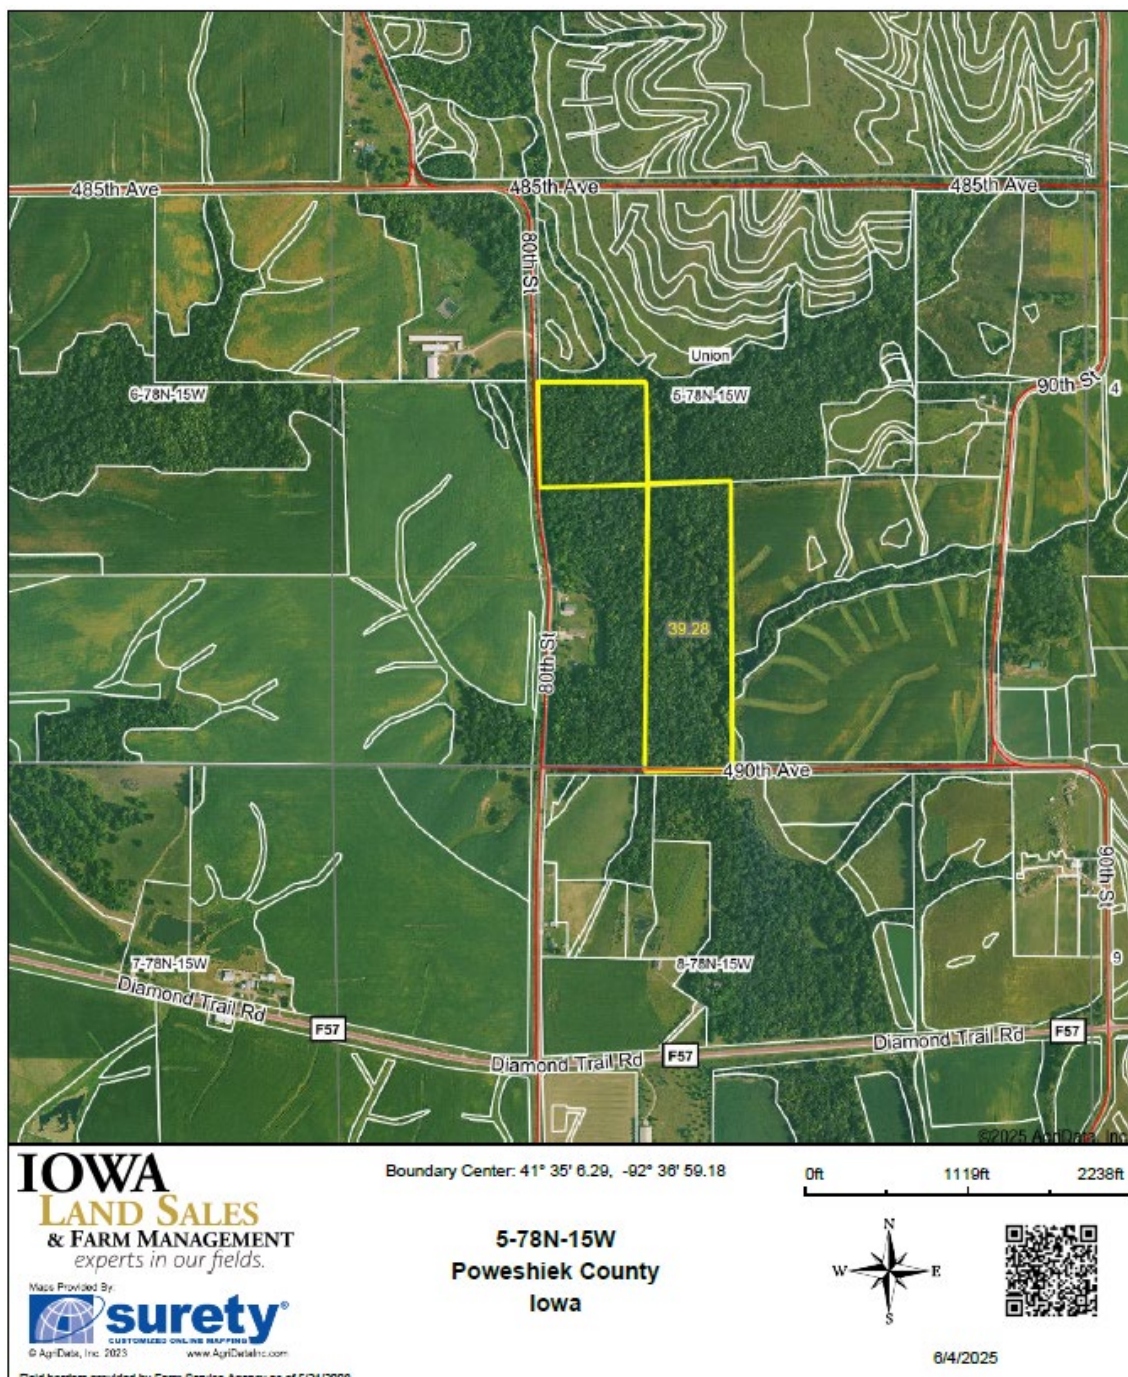 485th Ave
485th Ave
485th Ave
80th St
Union
6-78N-15W
5-78N-15W
90th St
4
39.28
80th St
490th Ave
90th St
7-78N-15W
8-78N-15W
9
Diamond Trail Rd
F57
Diamond Trail Rd
F57
Diamond Trail Rd
F57
©2025 AgriData, Inc.
IOWA
LAND SALES
& FARM MANAGEMENT
experts in our fields.
Maps Provided By:
surety®
CUSTOMIZED ONLINE MAPPING
© AgriData, Inc. 2023 www.AgriDataInc.com
Boundary Center: 41° 35' 6.29, -92° 36' 59.18
0ft 1119ft 2238ft
5-78N-15W
Poweshiek County
Iowa
N
W E
S
6/4/2025